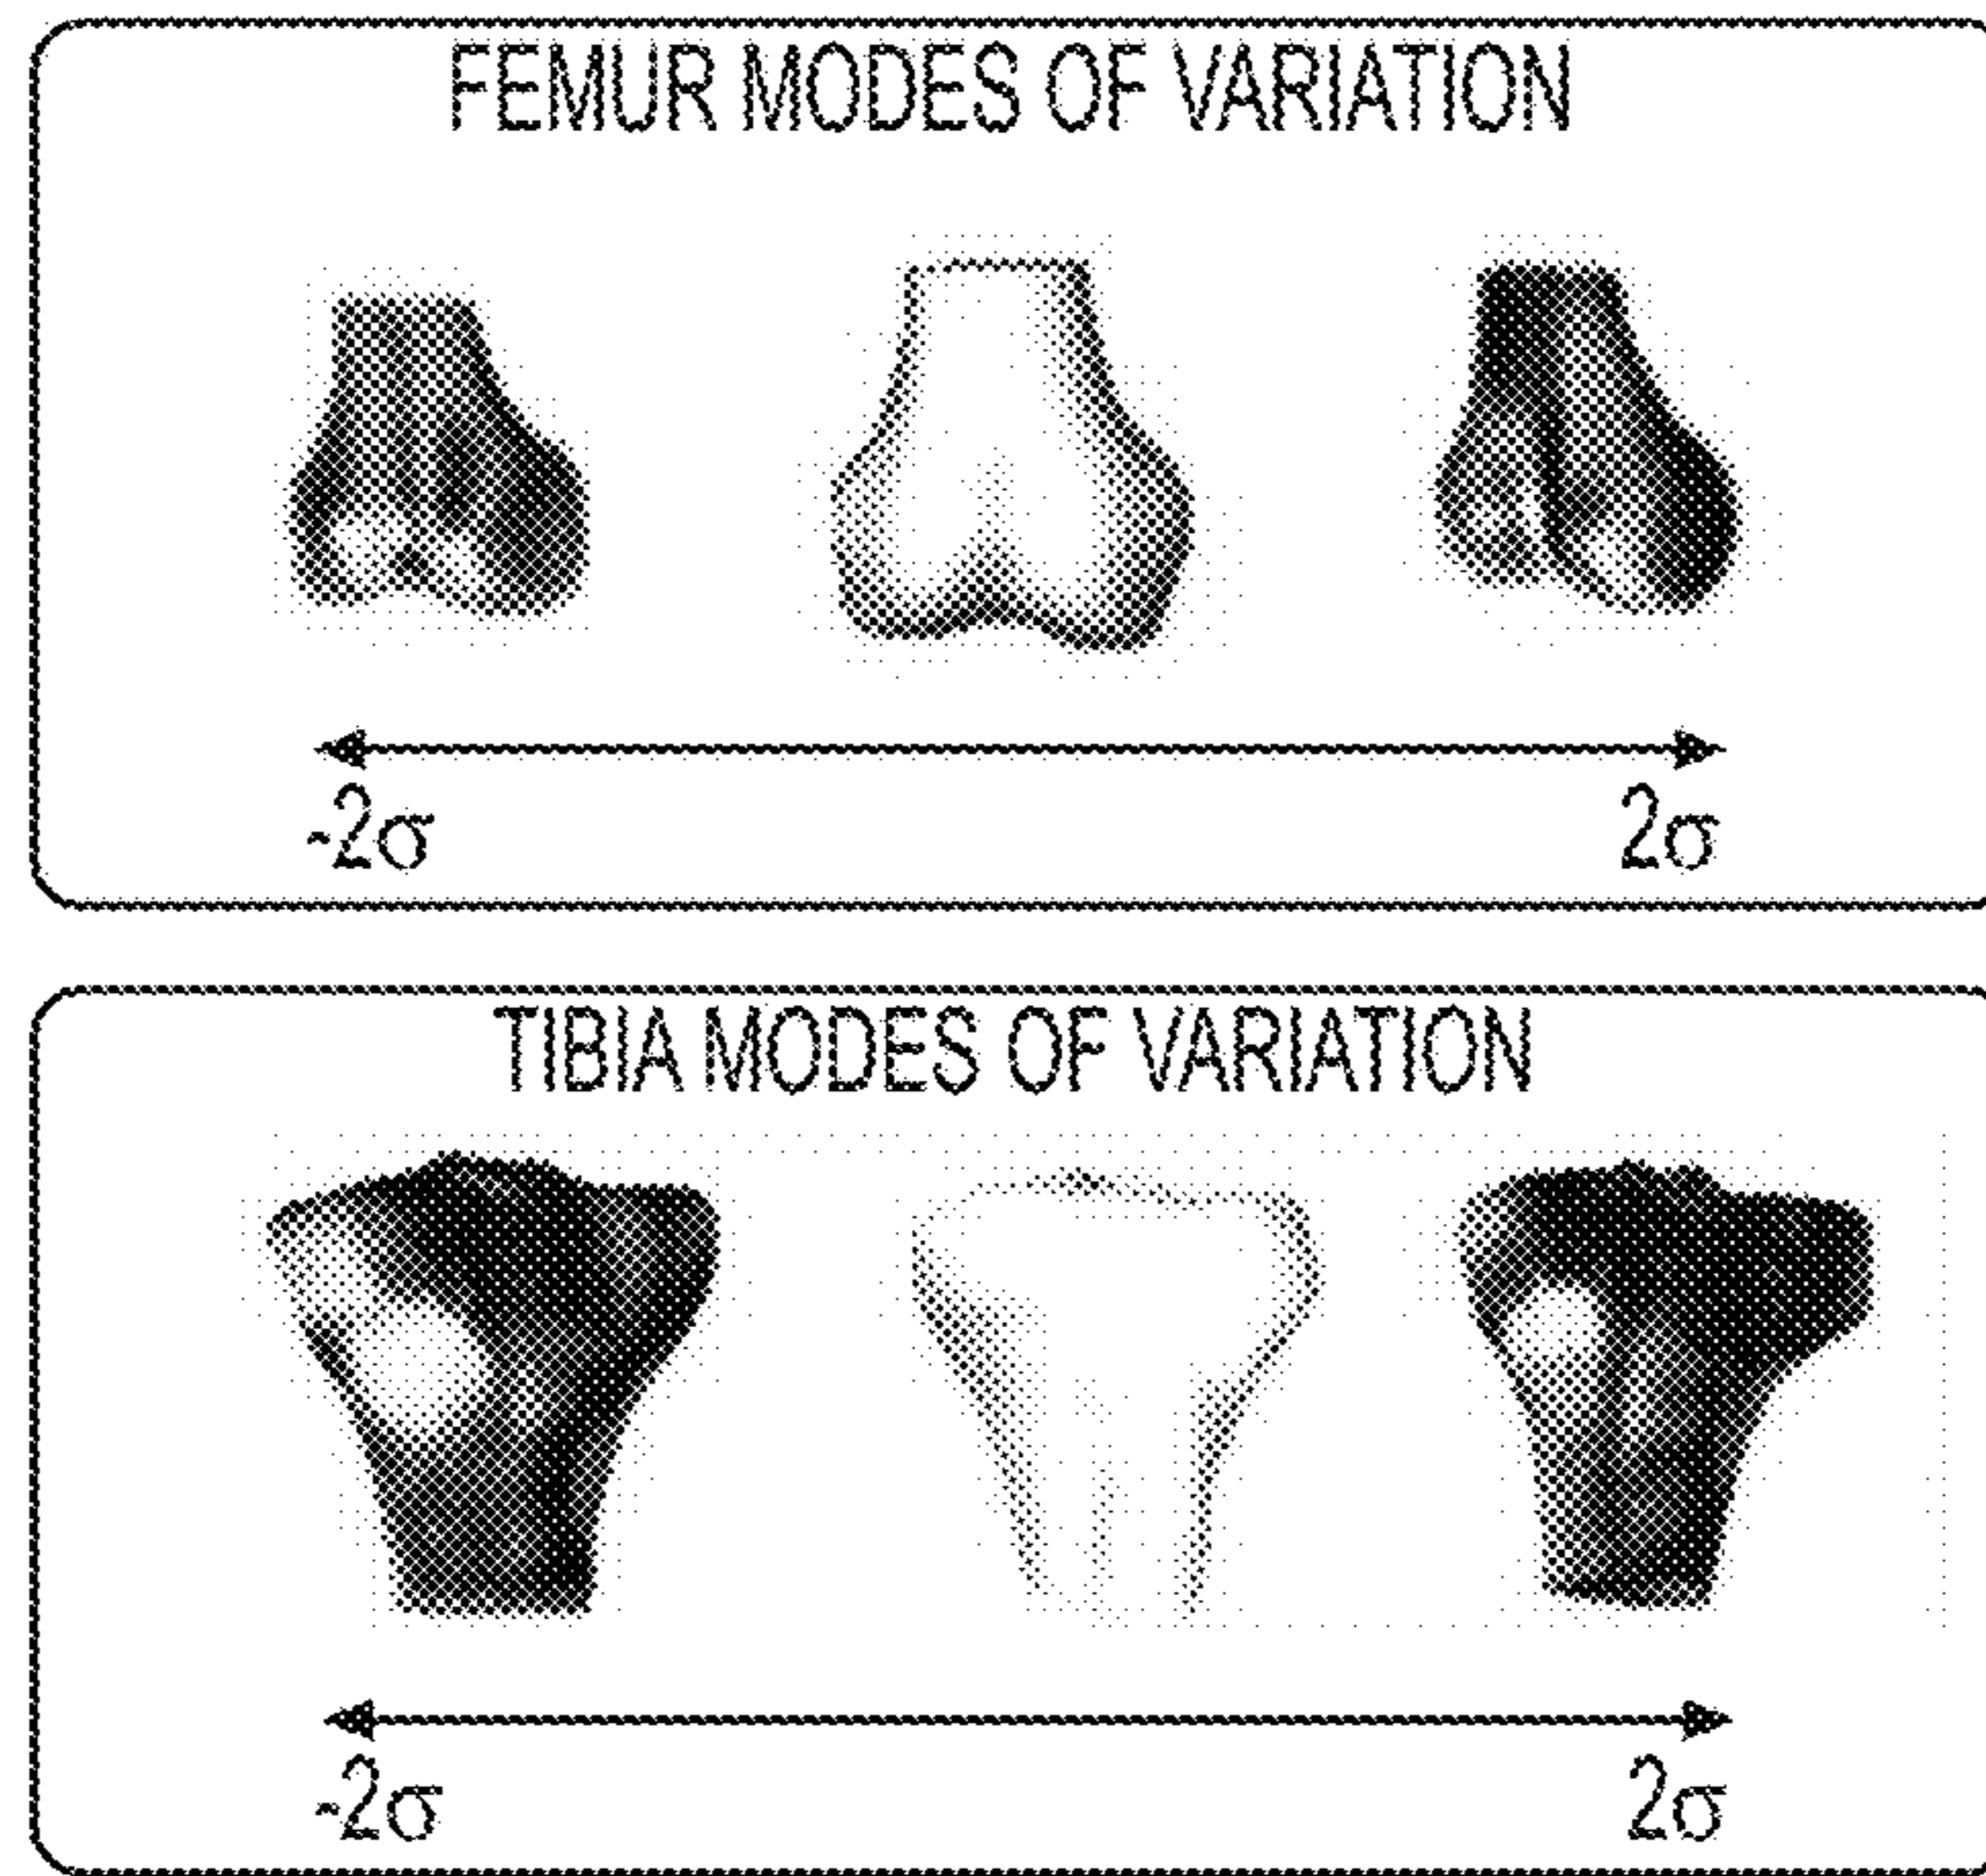 FEMUR MODES OF VARIATION
-2σ 2σ
TIBIA MODES OF VARIATION
-2σ 2σ